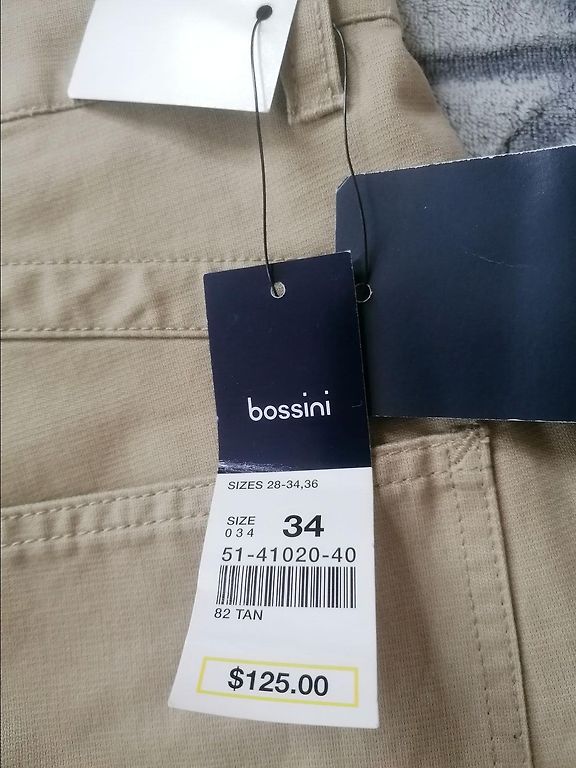 bossini
SIZES 28-34,36
SIZE 34
034
51-41020-40
82 TAN
$125.00